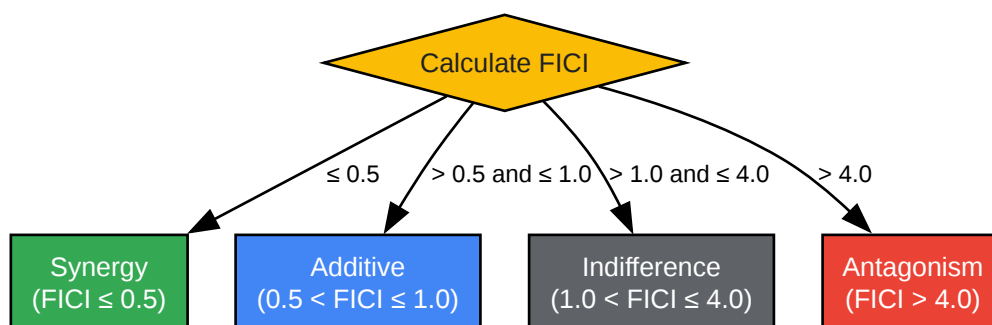 Calculate FICI
≤ 0.5
> 0.5 and ≤ 1.0
> 1.0 and ≤ 4.0
> 4.0
Synergy
(FICI ≤ 0.5)
Additive
(0.5 < FICI ≤ 1.0)
Indifference
(1.0 < FICI ≤ 4.0)
Antagonism
(FICI > 4.0)